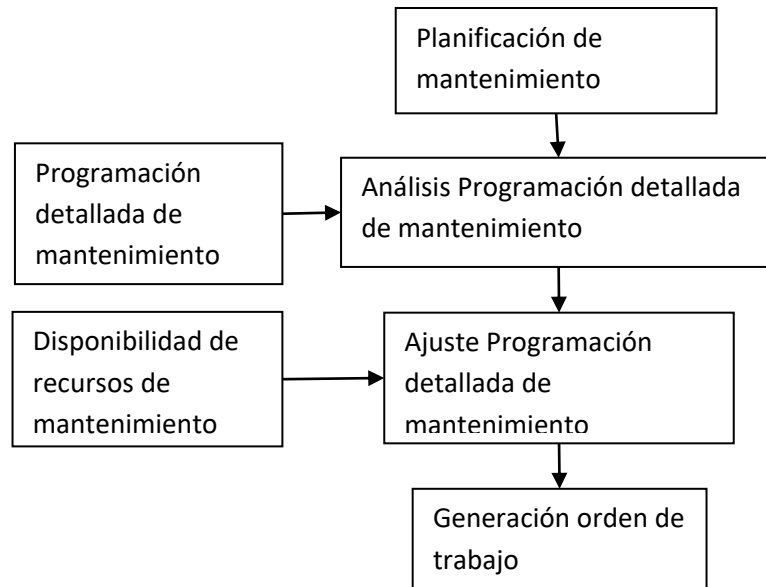 Planificación de
mantenimiento
Programación
detallada de
mantenimiento
Análisis Programación detallada
de mantenimiento
Disponibilidad de
recursos de
mantenimiento
Ajuste Programación
detallada de
mantenimiento
Generación orden de
trabajo